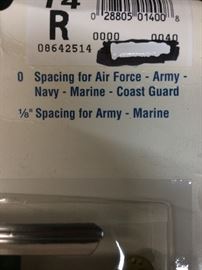 0 28805 01400 8
R
0000 0040
08642514
0 Spacing for Air Force - Army -
Navy - Marine - Coast Guard
1/8" Spacing for Army - Marine